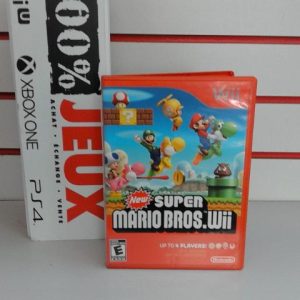 100%
JEUX
ACHAT · ÉCHANGE · VENTE
Wii U
XBOX ONE
PS4
Wii
New
SUPER
MARIO BROS. Wii
UP TO 4 PLAYERS!
E
Nintendo